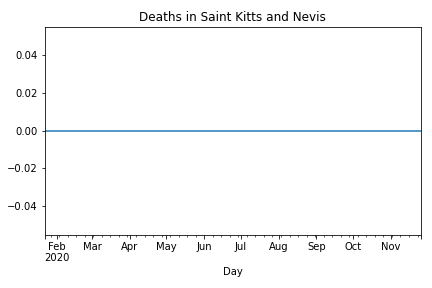 Deaths in Saint Kitts and Nevis
0.04
0.02
0.00
−0.02
−0.04
Feb Mar Apr May Jun Jul Aug Sep Oct Nov
2020
Day